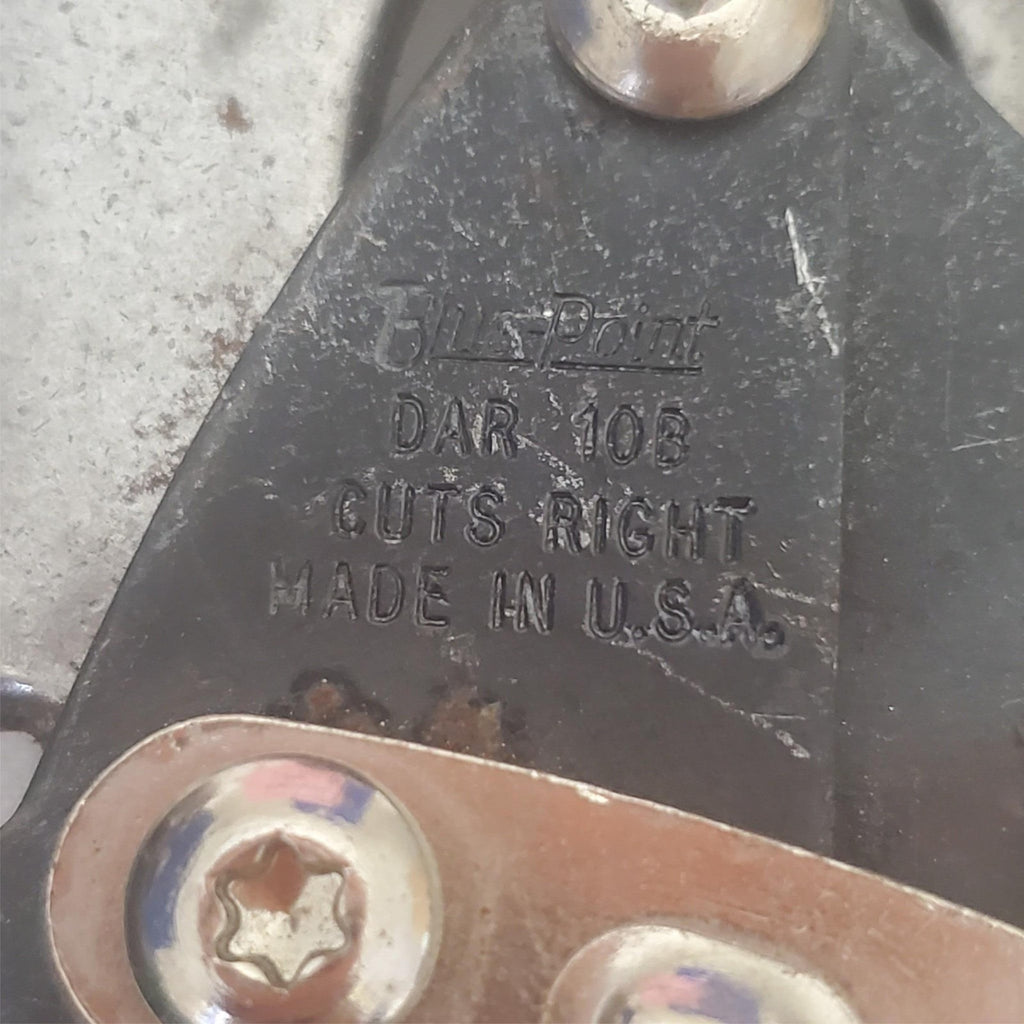 Blue-Point
DAR 10B
CUTS RIGHT
MADE IN U.S.A.